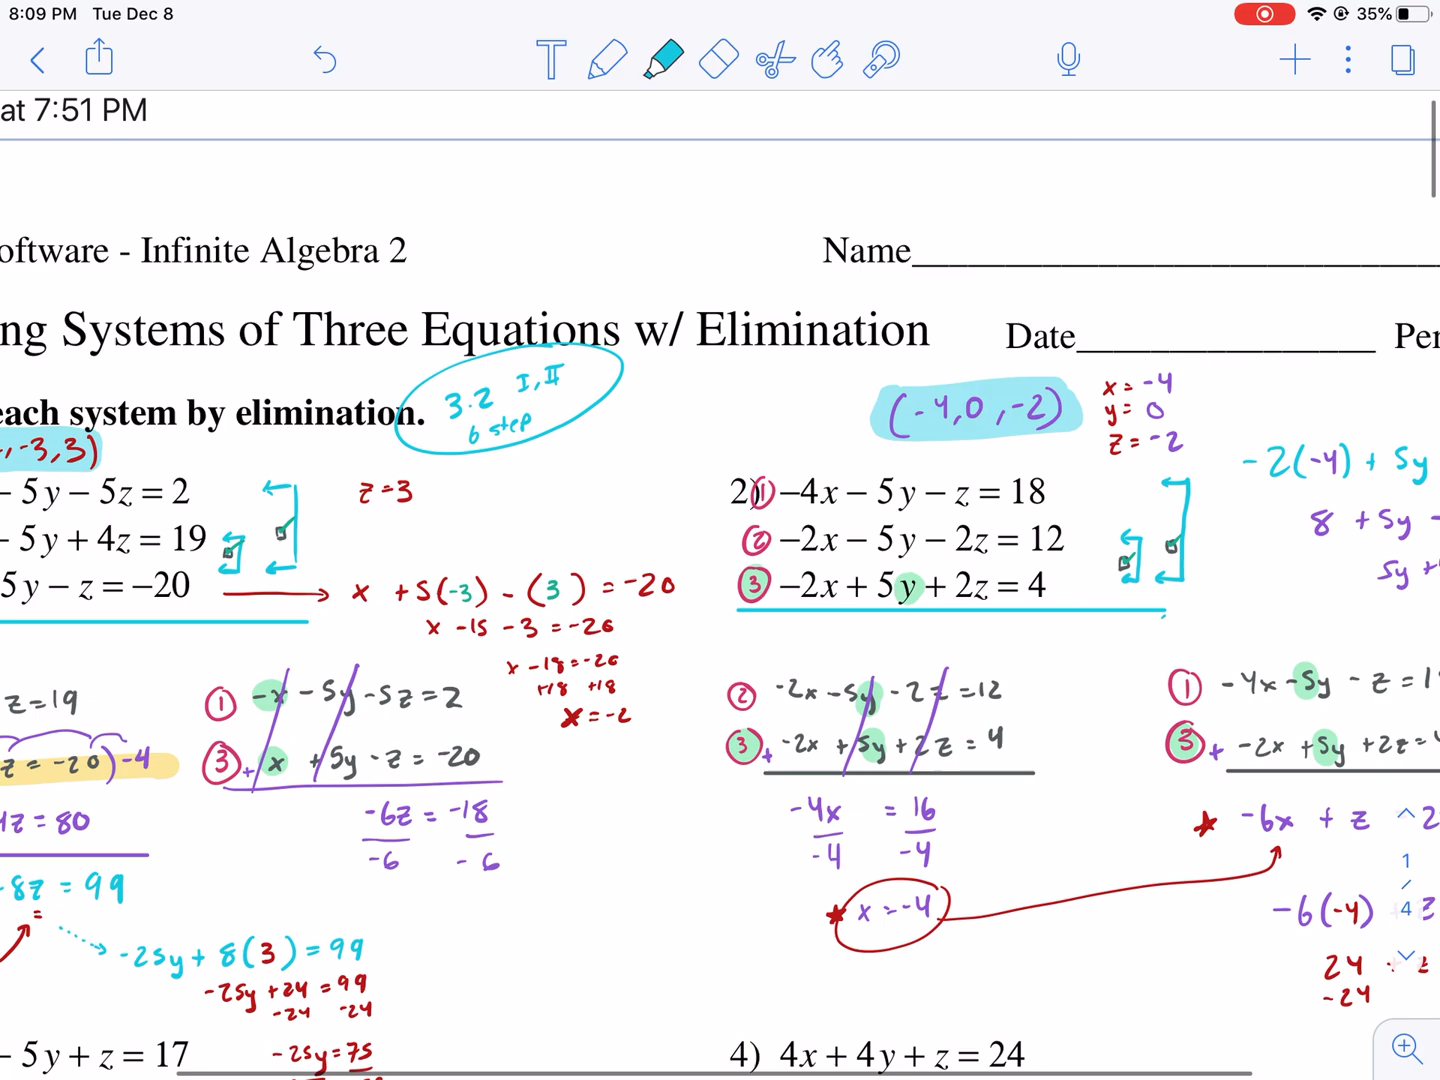 8:09 PM Tue Dec 8
35%
at 7:51 PM
oftware - Infinite Algebra 2
Name
ng Systems of Three Equations w/ Elimination
Date
Per
each system by elimination.
3.2 I, II
6 step
(-4,0,-2)
x = -4
y = 0
z = -2
, -3, 3)
- 5y - 5z = 2
- 5y + 4z = 19
5y - z = -20
z = 3
x + 5(-3) - (3) = -20
x - 15 - 3 = -20
x - 18 = -20
+18 +18
x = -2
2) ① -4x - 5y - z = 18
② -2x - 5y - 2z = 12
③ -2x + 5y + 2z = 4
-2(-4) + 5y
8 + 5y -
5y +
z = 19
z = -20) -4
4z = 80
-8z = 99
① -x - 5y - 5z = 2
③ + x + 5y - z = -20
-6z = -18
-6 -6
-25y + 8(3) = 99
-25y + 24 = 99
-24 -24
-25y = 75
② -2x - 5y - 2z = 12
③ + -2x + 5y + 2z = 4
-4x = 16
-4 -4
x = -4
① -4x - 5y - z = 1
③ + -2x + 5y + 2z = 4
-6x + z
2
1
/
4
-6(-4)
24
-24
- 5y + z = 17
4) 4x + 4y + z = 24